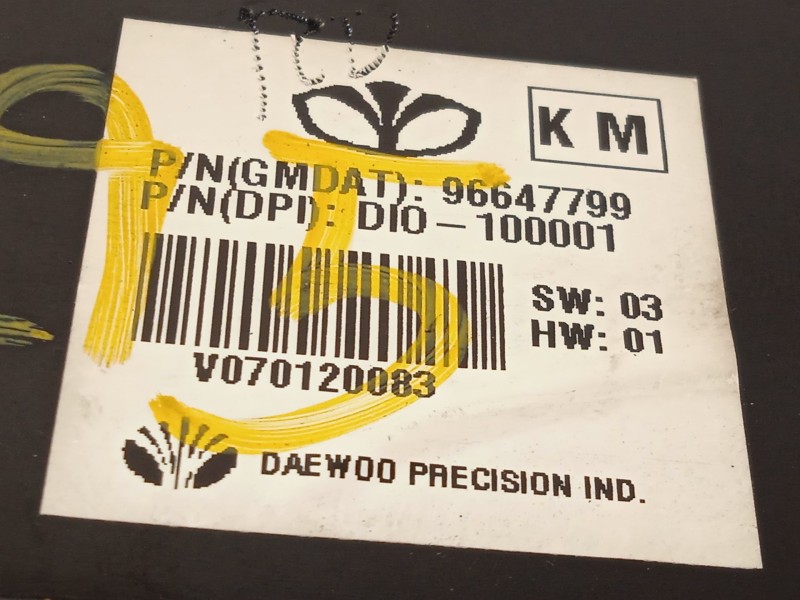 K M
P/N(GMDAT): 96647799
P/N(DPI): DIO-100001
SW: 03
HW: 01
V070120083
DAEWOO PRECISION IND.